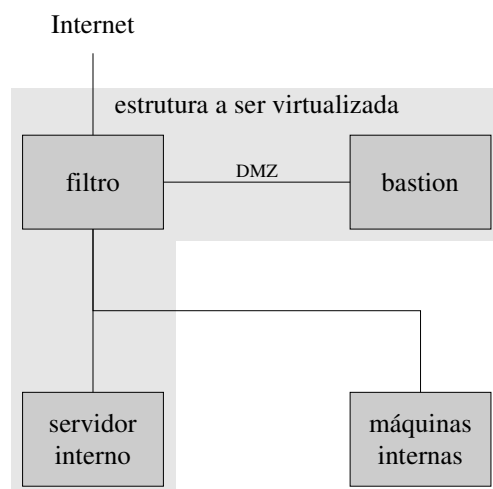 Internet
estrutura a ser virtualizada
filtro
DMZ
bastion
servidor
interno
máquinas
internas